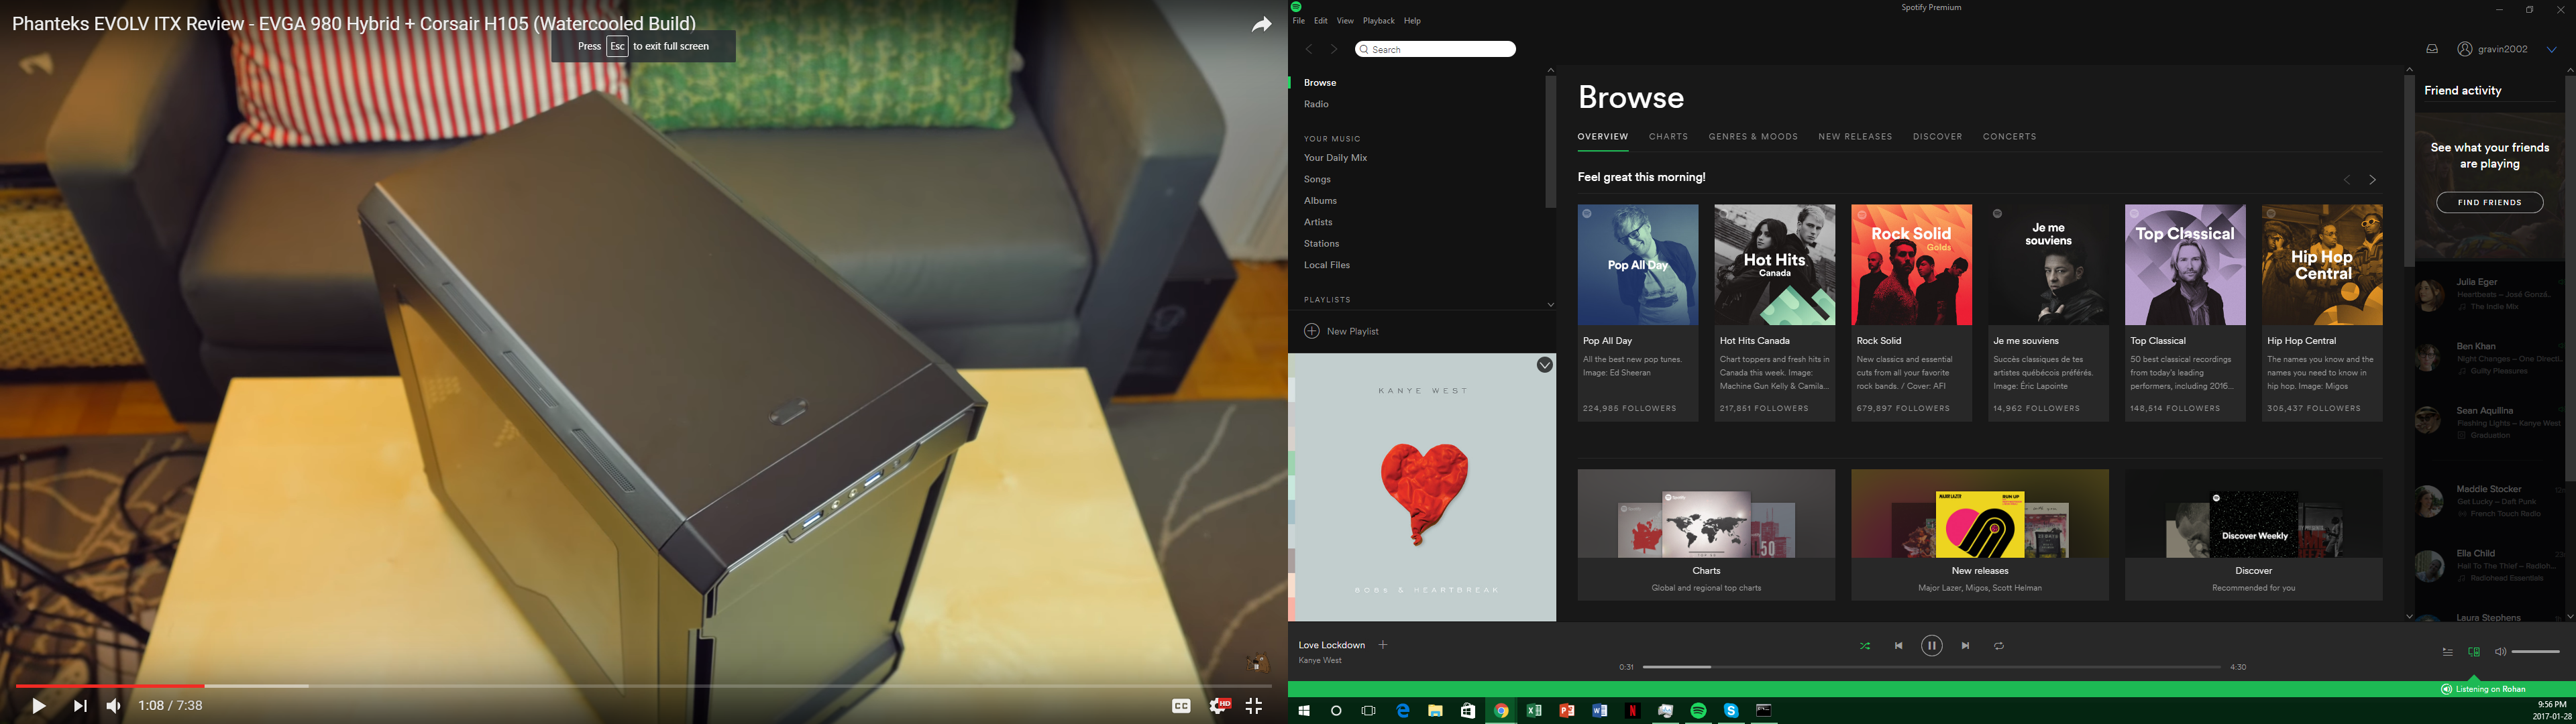 Phanteks EVOLV ITX Review - EVGA 980 Hybrid + Corsair H105 (Watercooled Build)
Press Esc to exit full screen
1:08 / 7:38
CC
HD
Spotify Premium
File Edit View Playback Help
Search
gravin2002
Browse
Radio
YOUR MUSIC
Your Daily Mix
Songs
Albums
Artists
Stations
Local Files
PLAYLISTS
New Playlist
KANYE WEST
808s & HEARTBREAK
Browse
OVERVIEW CHARTS GENRES & MOODS NEW RELEASES DISCOVER CONCERTS
Feel great this morning!
Pop All Day
Pop All Day
All the best new pop tunes.
Image: Ed Sheeran
224,985 FOLLOWERS
Hot Hits
Canada
Hot Hits Canada
Chart toppers and fresh hits in
Canada this week. Image:
Machine Gun Kelly & Camila...
217,851 FOLLOWERS
Rock Solid
Golds
Rock Solid
New classics and essential
cuts from all your favorite
rock bands. / Cover: AFI
679,897 FOLLOWERS
Je me
souviens
Je me souviens
Succès classiques de tes
artistes québécois préférés.
Image: Éric Lapointe
14,962 FOLLOWERS
Top Classical
Top Classical
50 best classical recordings
from today's leading
performers, including 2016...
148,514 FOLLOWERS
Hip Hop
Central
Hip Hop Central
The names you know and the
names you need to know in
hip hop. Image: Migos
305,437 FOLLOWERS
50
Charts
Global and regional top charts
MAJOR LAZER
RUN UP
New releases
Major Lazer, Migos, Scott Helman
Discover Weekly
Discover
Recommended for you
Friend activity
See what your friends
are playing
FIND FRIENDS
Julia Eger
Heartbeats – José Gonzá...
The Indie Mix
Ben Khan
Night Changes – One Directi...
Guilty Pleasures
Sean Aquilina
Flashing Lights – Kanye West
Graduation
Maddie Stocker
Get Lucky – Daft Punk
French Touch Radio
Ella Child
Hail To The Thief – Radioh...
Radiohead Essentials
Laura Stephens
Love Lockdown
Kanye West
0:31
4:30
Listening on Rohan
9:56 PM
2017-01-28